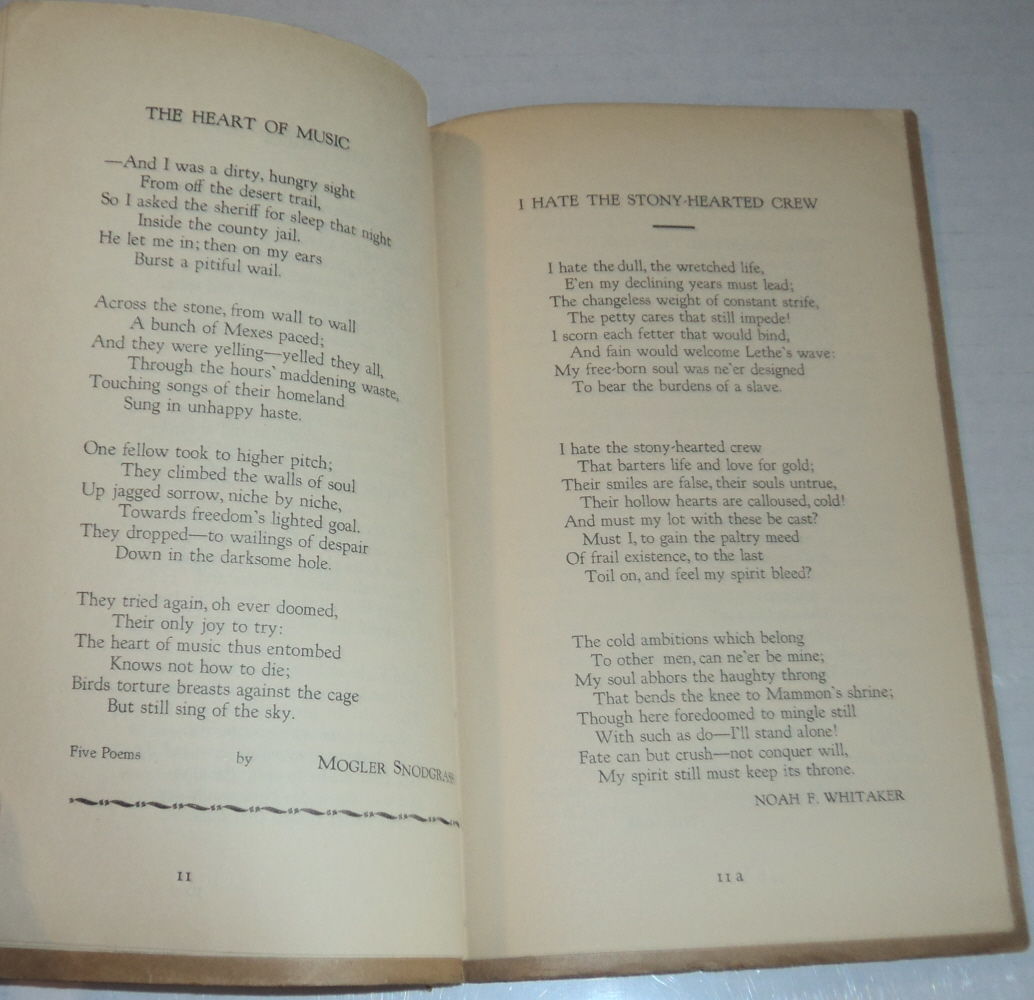 THE HEART OF MUSIC
—And I was a dirty, hungry sight
From off the desert trail,
So I asked the sheriff for sleep that night
Inside the county jail.
He let me in; then on my ears
Burst a pitiful wail.
Across the stone, from wall to wall
A bunch of Mexes paced;
And they were yelling—yelled they all,
Through the hours' maddening waste,
Touching songs of their homeland
Sung in unhappy haste.
One fellow took to higher pitch;
They climbed the walls of soul
Up jagged sorrow, niche by niche,
Towards freedom's lighted goal.
They dropped—to wailings of despair
Down in the darksome hole.
They tried again, oh ever doomed,
Their only joy to try:
The heart of music thus entombed
Knows not how to die;
Birds torture breasts against the cage
But still sing of the sky.
Five Poems by MOGLER SNODGRASS
11
I HATE THE STONY-HEARTED CREW
I hate the dull, the wretched life,
E'en my declining years must lead;
The changeless weight of constant strife,
The petty cares that still impede!
I scorn each fetter that would bind,
And fain would welcome Lethe's wave:
My free-born soul was ne'er designed
To bear the burdens of a slave.
I hate the stony-hearted crew
That barters life and love for gold;
Their smiles are false, their souls untrue,
Their hollow hearts are calloused, cold!
And must my lot with these be cast?
Must I, to gain the paltry meed
Of frail existence, to the last
Toil on, and feel my spirit bleed?
The cold ambitions which belong
To other men, can ne'er be mine;
My soul abhors the haughty throng
That bends the knee to Mammon's shrine;
Though here foredoomed to mingle still
With such as do—I'll stand alone!
Fate can but crush—not conquer will,
My spirit still must keep its throne.
NOAH F. WHITAKER
11 a